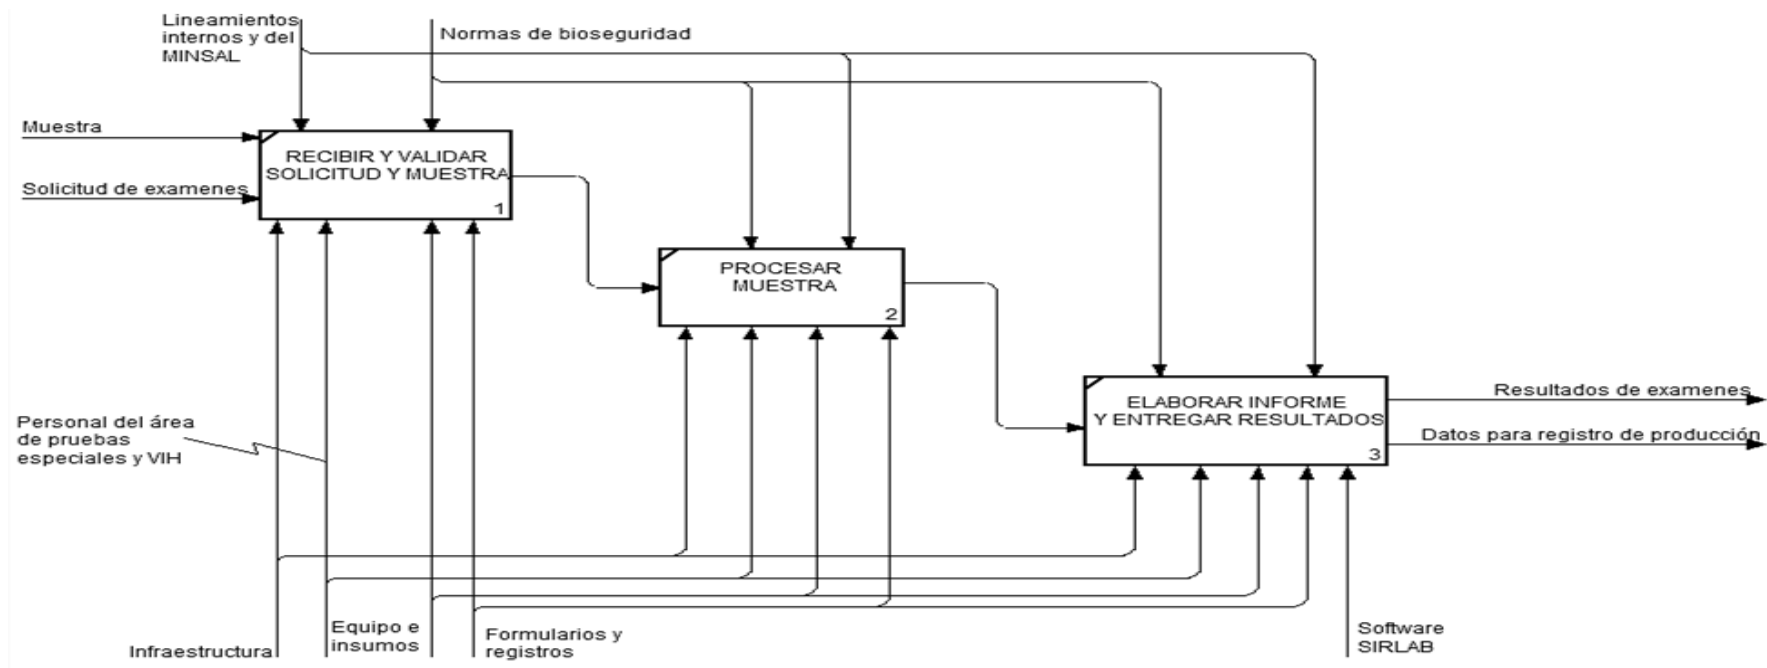 Lineamientos
internos y del
MINSAL
Normas de bioseguridad
Muestra
Solicitud de examenes
RECIBIR Y VALIDAR
SOLICITUD Y MUESTRA
1
PROCESAR
MUESTRA
2
ELABORAR INFORME
Y ENTREGAR RESULTADOS
3
Resultados de examenes
Datos para registro de producción
Personal del área
de pruebas
especiales y VIH
Infraestructura
Equipo e
insumos
Formularios y
registros
Software
SIRLAB